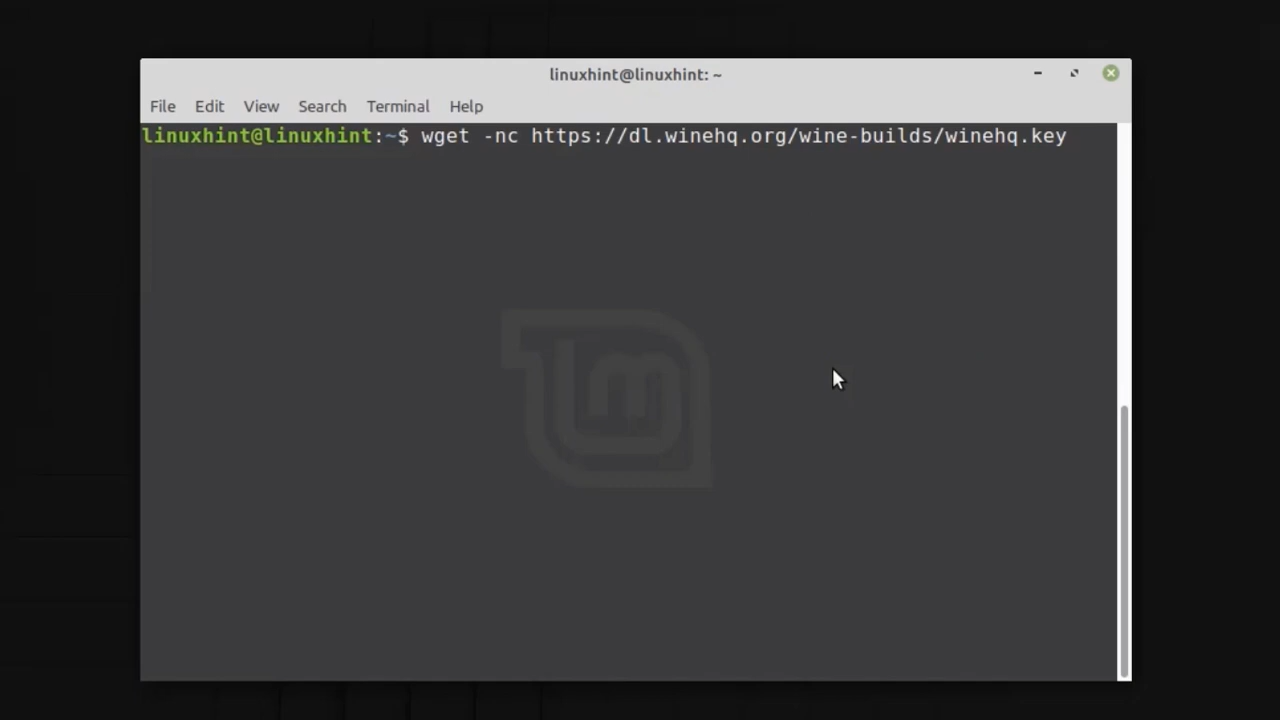 linuxhint@linuxhint: ~
File Edit View Search Terminal Help
linuxhint@linuxhint:~$ wget -nc https://dl.winehq.org/wine-builds/winehq.key